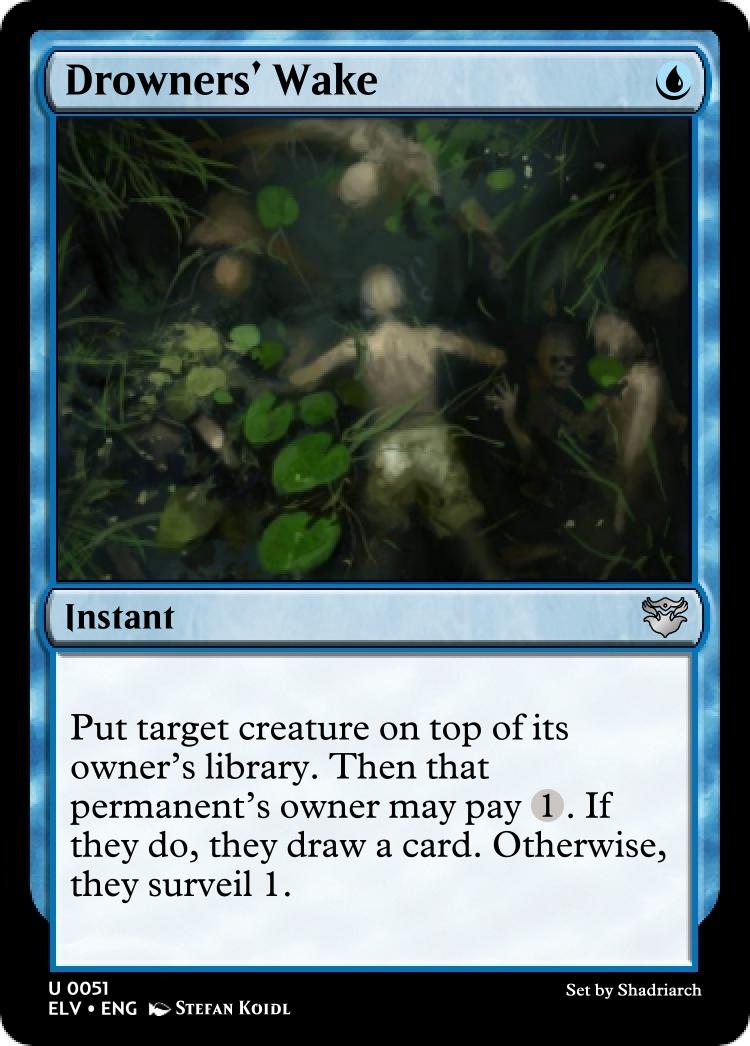 Drowners' Wake
Instant
Put target creature on top of its
owner's library. Then that
permanent's owner may pay 1. If
they do, they draw a card. Otherwise,
they surveil 1.
U 0051
Set by Shadriarch
ELV • ENG Stefan Koidl